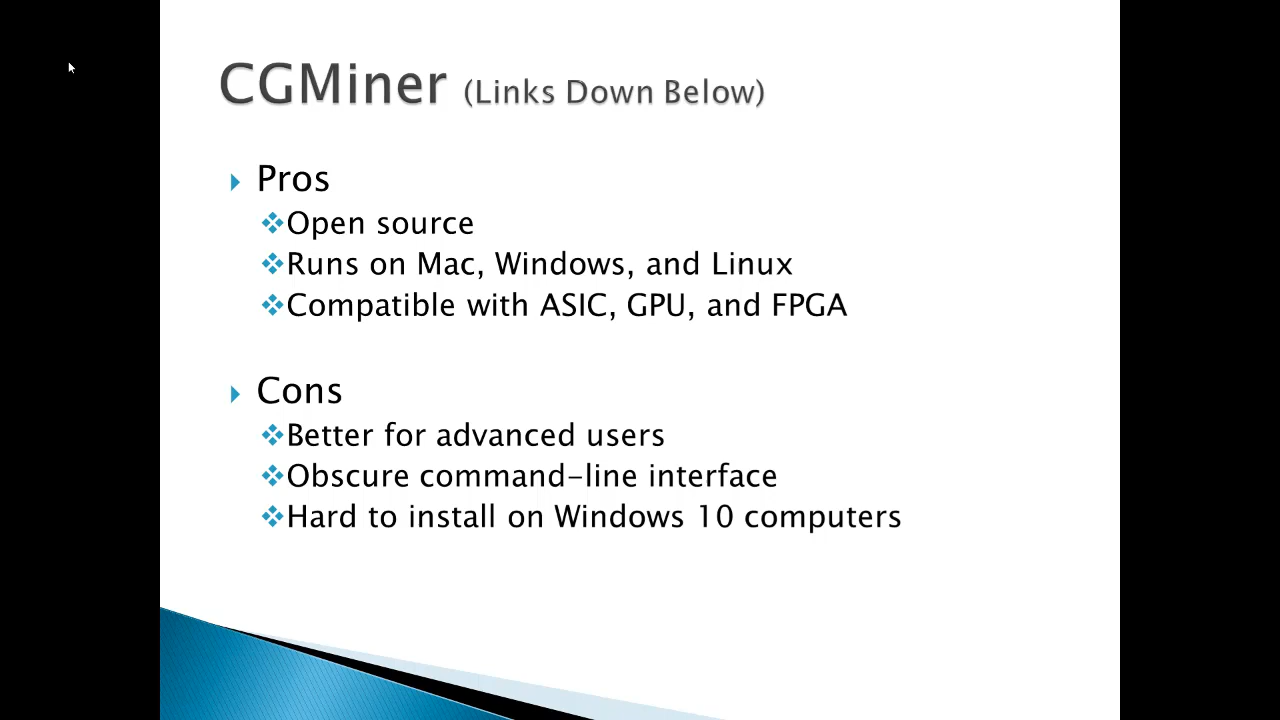 CGMiner (Links Down Below)
Pros
Open source
Runs on Mac, Windows, and Linux
Compatible with ASIC, GPU, and FPGA
Cons
Better for advanced users
Obscure command-line interface
Hard to install on Windows 10 computers